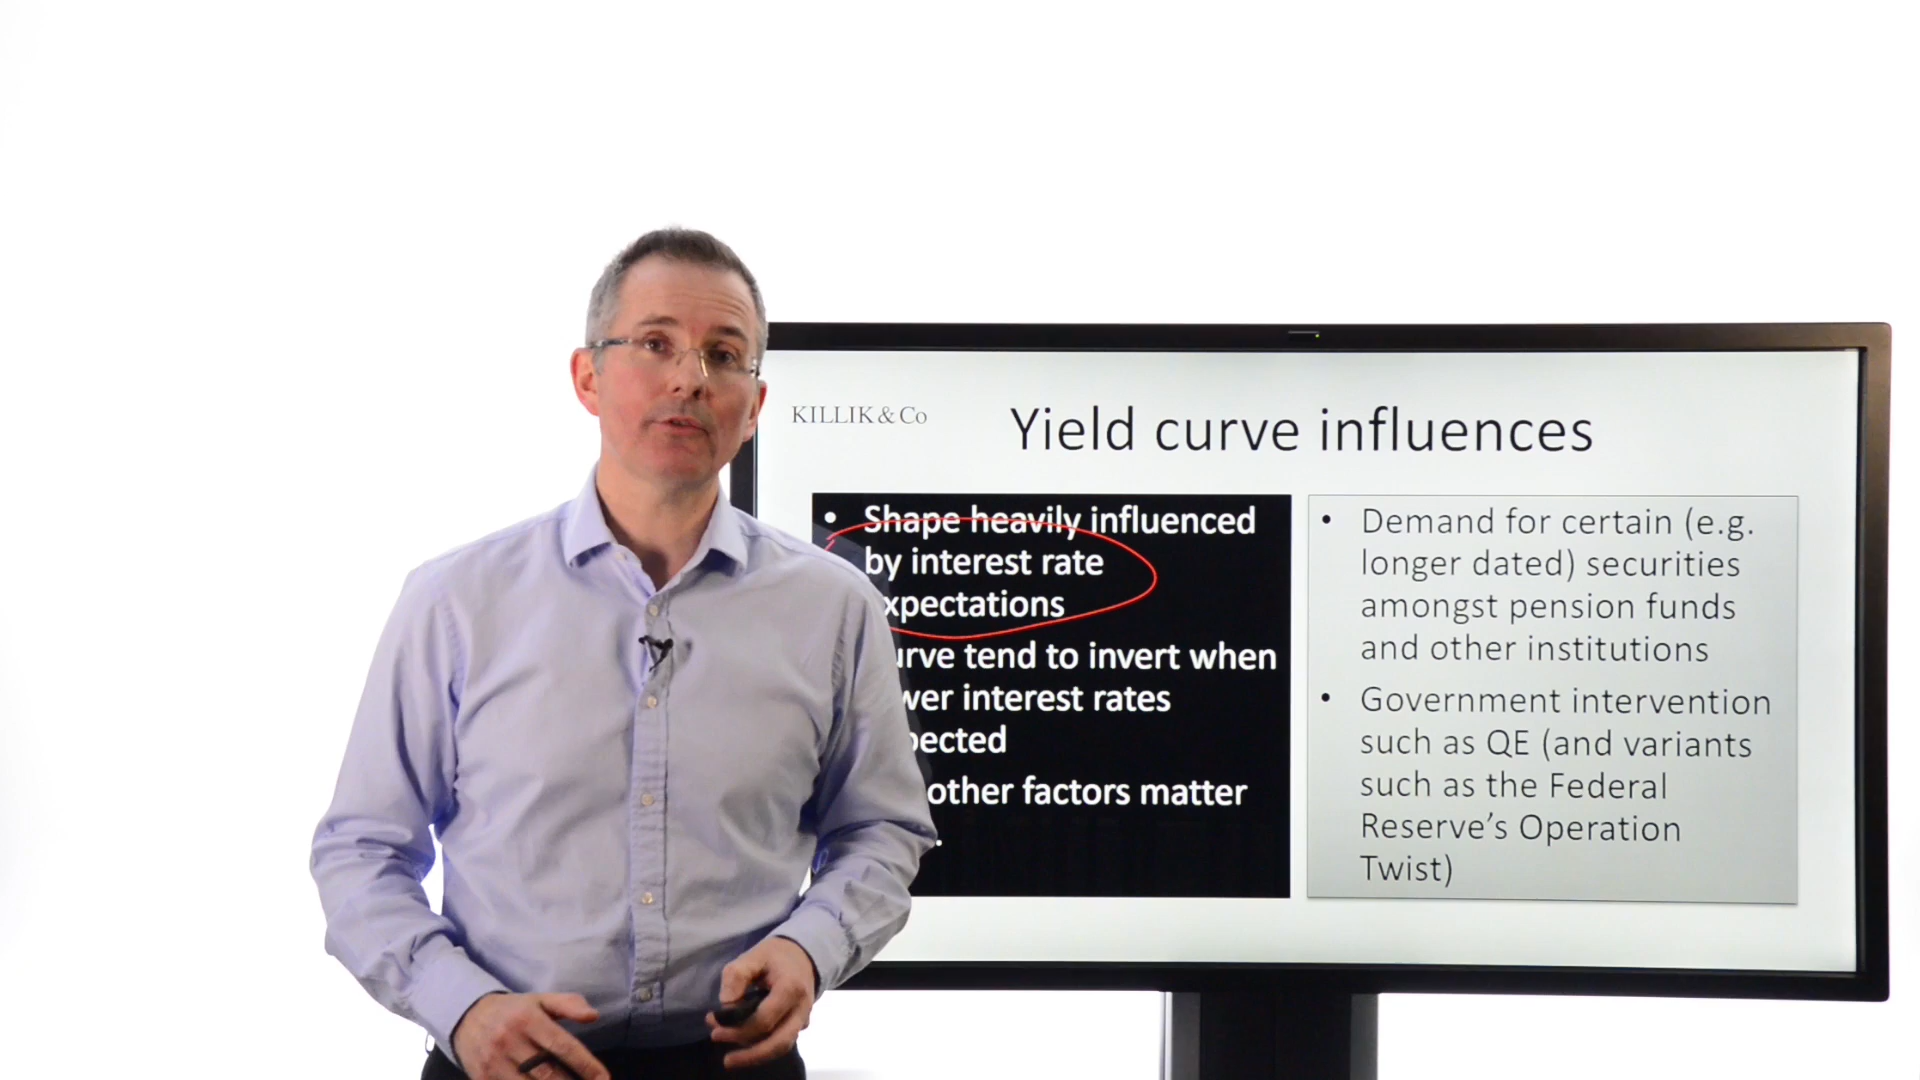 KILLIK & Co
Yield curve influences
• Shape heavily influenced
by interest rate
xpectations
urve tend to invert when
wer interest rates
pected
other factors matter
.
• Demand for certain (e.g.
longer dated) securities
amongst pension funds
and other institutions
• Government intervention
such as QE (and variants
such as the Federal
Reserve’s Operation
Twist)